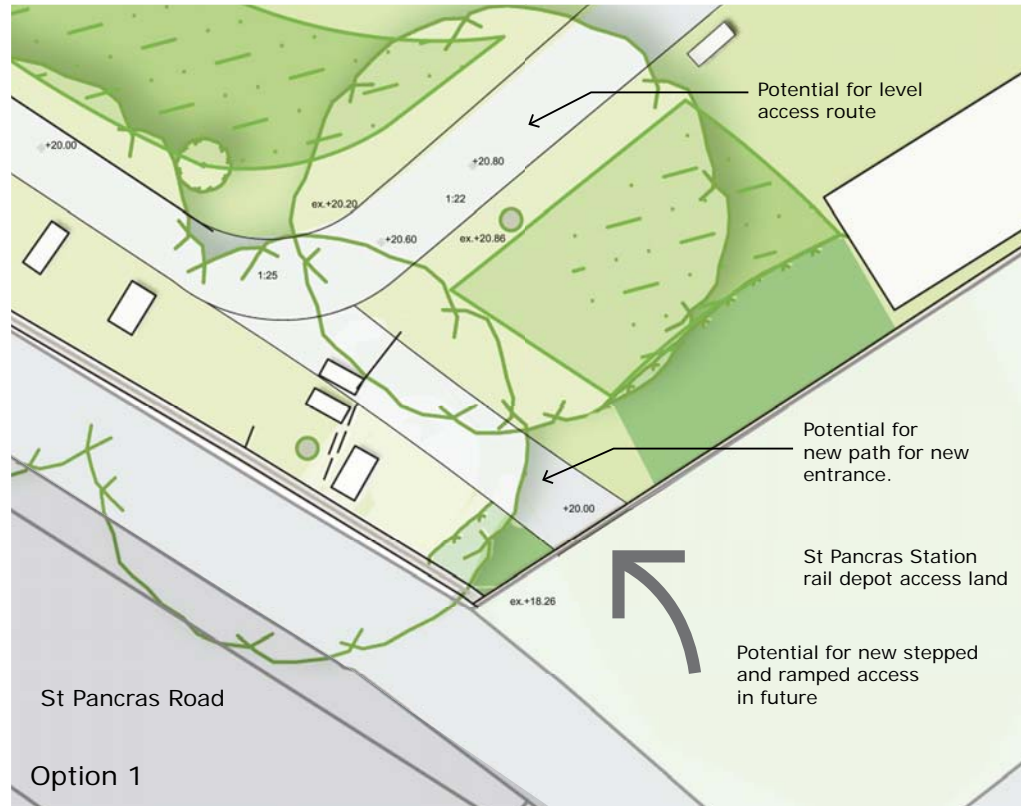 Potential for level
access route
+20.00
+20.80
1:22
ex.+20.20
+20.60
ex.+20.86
1:25
Potential for
new path for new
entrance.
+20.00
St Pancras Station
rail depot access land
ex.+18.26
Potential for new stepped
and ramped access
in future
St Pancras Road
Option 1